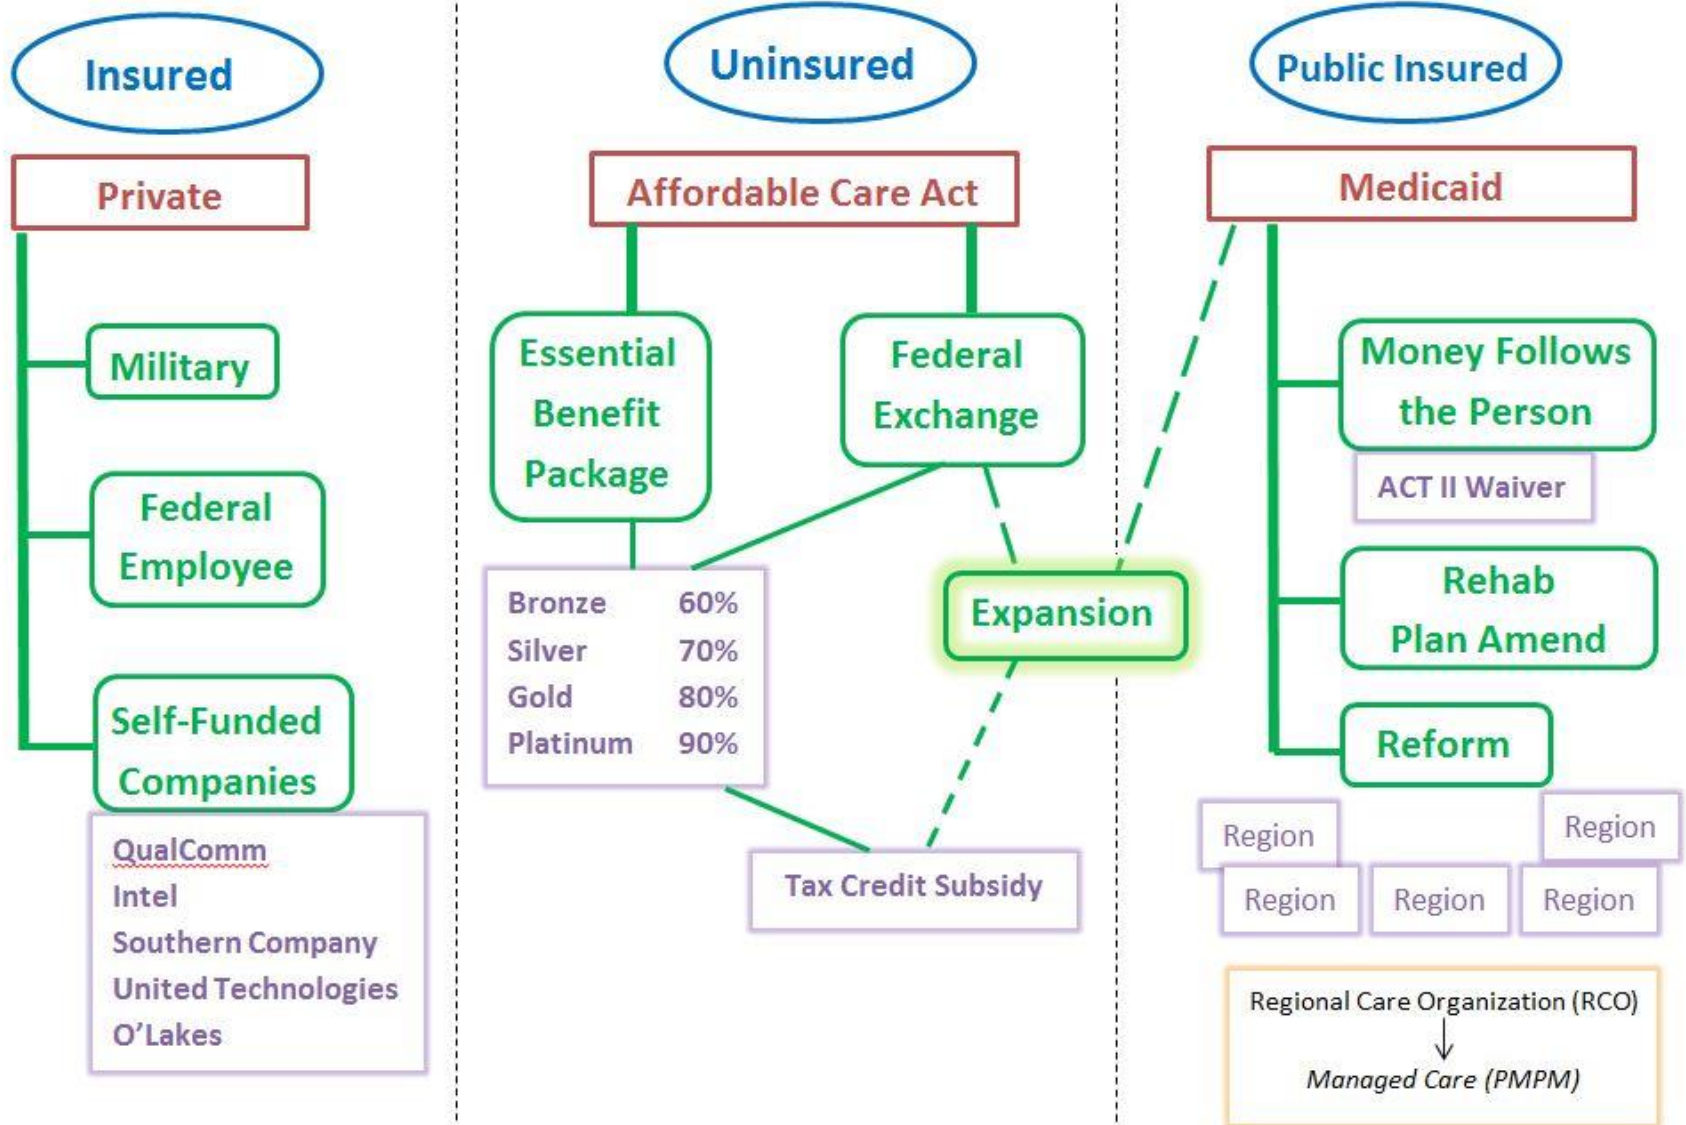 Insured
Private
Military
Federal
Employee
Self-Funded
Companies
QualComm
Intel
Southern Company
United Technologies
O’Lakes
Uninsured
Affordable Care Act
Essential
Benefit
Package
Federal
Exchange
Bronze 60%
Silver 70%
Gold 80%
Platinum 90%
Expansion
Tax Credit Subsidy
Public Insured
Medicaid
Money Follows
the Person
ACT II Waiver
Rehab
Plan Amend
Reform
Region
Region
Region
Region
Region
Regional Care Organization (RCO)
Managed Care (PMPM)